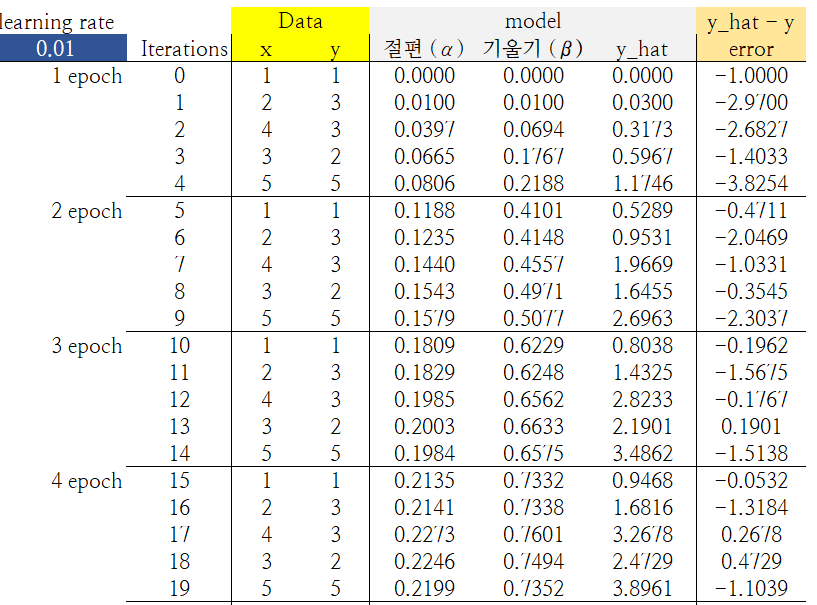 learning rate Data model y_hat - y
0.01 Iterations x y 절편 (α) 기울기 (β) y_hat error
1 epoch 0 1 1 0.0000 0.0000 0.0000 -1.0000
1 2 3 0.0100 0.0100 0.0300 -2.9700
2 4 3 0.0397 0.0694 0.3173 -2.6827
3 3 2 0.0665 0.1767 0.5967 -1.4033
4 5 5 0.0806 0.2188 1.1746 -3.8254
2 epoch 5 1 1 0.1188 0.4101 0.5289 -0.4711
6 2 3 0.1235 0.4148 0.9531 -2.0469
7 4 3 0.1440 0.4557 1.9669 -1.0331
8 3 2 0.1543 0.4971 1.6455 -0.3545
9 5 5 0.1579 0.5077 2.6963 -2.3037
3 epoch 10 1 1 0.1809 0.6229 0.8038 -0.1962
11 2 3 0.1829 0.6248 1.4325 -1.5675
12 4 3 0.1985 0.6562 2.8233 -0.1767
13 3 2 0.2003 0.6633 2.1901 0.1901
14 5 5 0.1984 0.6575 3.4862 -1.5138
4 epoch 15 1 1 0.2135 0.7332 0.9468 -0.0532
16 2 3 0.2141 0.7338 1.6816 -1.3184
17 4 3 0.2273 0.7601 3.2678 0.2678
18 3 2 0.2246 0.7494 2.4729 0.4729
19 5 5 0.2199 0.7352 3.8961 -1.1039